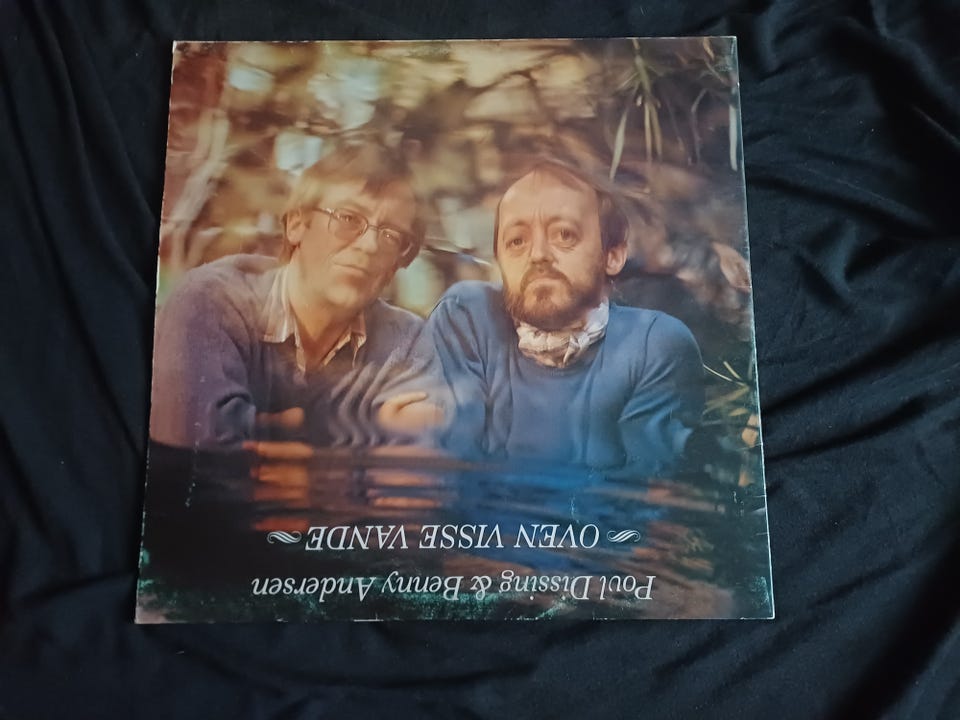 Poul Dissing & Benny Andersen
OVEN VISSE VANDE